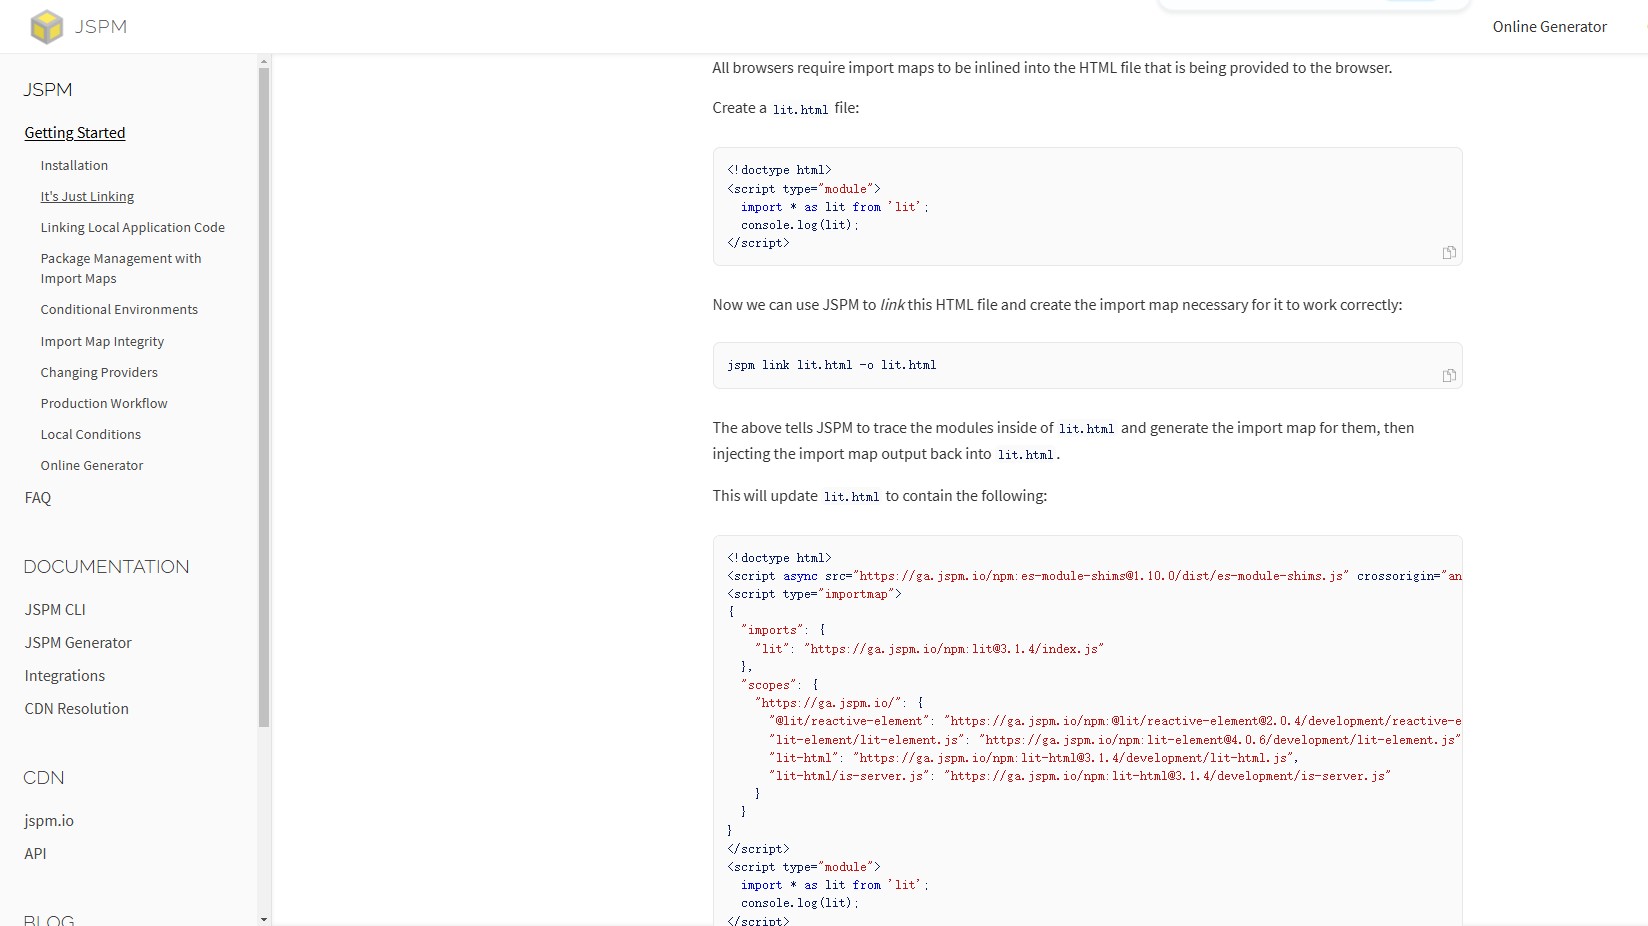 JSPM
Online Generator
JSPM
Getting Started
Installation
It's Just Linking
Linking Local Application Code
Package Management with
Import Maps
Conditional Environments
Import Map Integrity
Changing Providers
Production Workflow
Local Conditions
Online Generator
FAQ
DOCUMENTATION
JSPM CLI
JSPM Generator
Integrations
CDN Resolution
CDN
jspm.io
API
BLOG
All browsers require import maps to be inlined into the HTML file that is being provided to the browser.
Create a lit.html file:
<!doctype html>
<script type="module">
  import * as lit from 'lit';
  console.log(lit);
</script>
Now we can use JSPM to link this HTML file and create the import map necessary for it to work correctly:
jspm link lit.html -o lit.html
The above tells JSPM to trace the modules inside of lit.html and generate the import map for them, then
injecting the import map output back into lit.html.
This will update lit.html to contain the following:
<!doctype html>
<script async src="https://ga.jspm.io/npm:es-module-shims@1.10.0/dist/es-module-shims.js" crossorigin="an
<script type="importmap">
{
  "imports": {
    "lit": "https://ga.jspm.io/npm:lit@3.1.4/index.js"
  },
  "scopes": {
    "https://ga.jspm.io/": {
      "@lit/reactive-element": "https://ga.jspm.io/npm:@lit/reactive-element@2.0.4/development/reactive-e
      "lit-element/lit-element.js": "https://ga.jspm.io/npm:lit-element@4.0.6/development/lit-element.js"
      "lit-html": "https://ga.jspm.io/npm:lit-html@3.1.4/development/lit-html.js",
      "lit-html/is-server.js": "https://ga.jspm.io/npm:lit-html@3.1.4/development/is-server.js"
    }
  }
}
</script>
<script type="module">
  import * as lit from 'lit';
  console.log(lit);
</script>